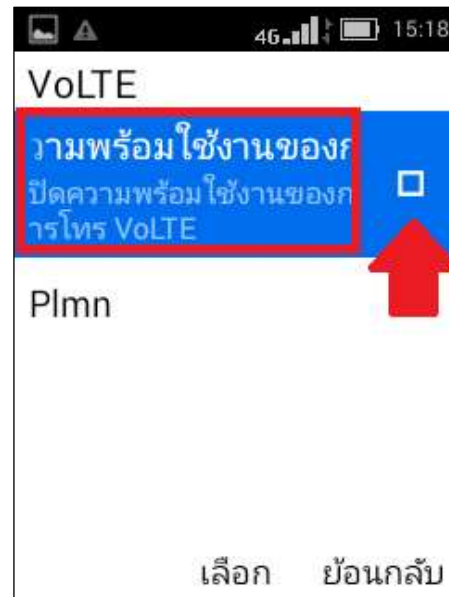 4G 15:18
VoLTE
วามพร้อมใช้งานของก
ปิดความพร้อมใช้งานของก
ารโทร VoLTE
Plmn
เลือก ย้อนกลับ